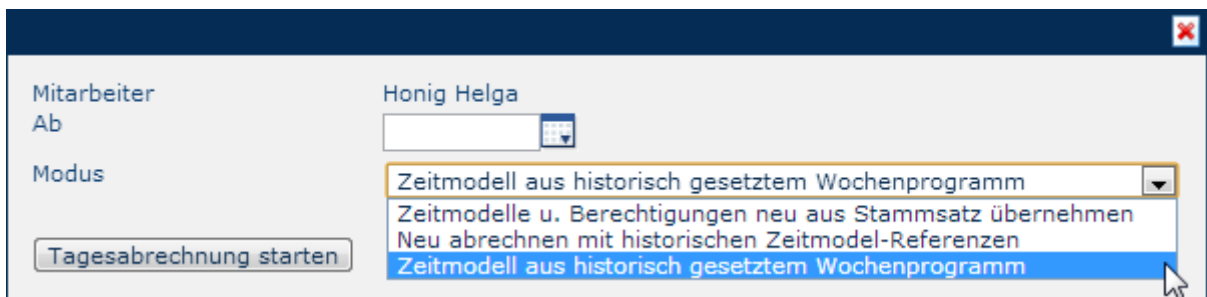 Mitarbeiter Honig Helga
Ab
Modus Zeitmodell aus historisch gesetztem Wochenprogramm
Zeitmodelle u. Berechtigungen neu aus Stammsatz übernehmen
Neu abrechnen mit historischen Zeitmodel-Referenzen
Tagesabrechnung starten Zeitmodell aus historisch gesetztem Wochenprogramm